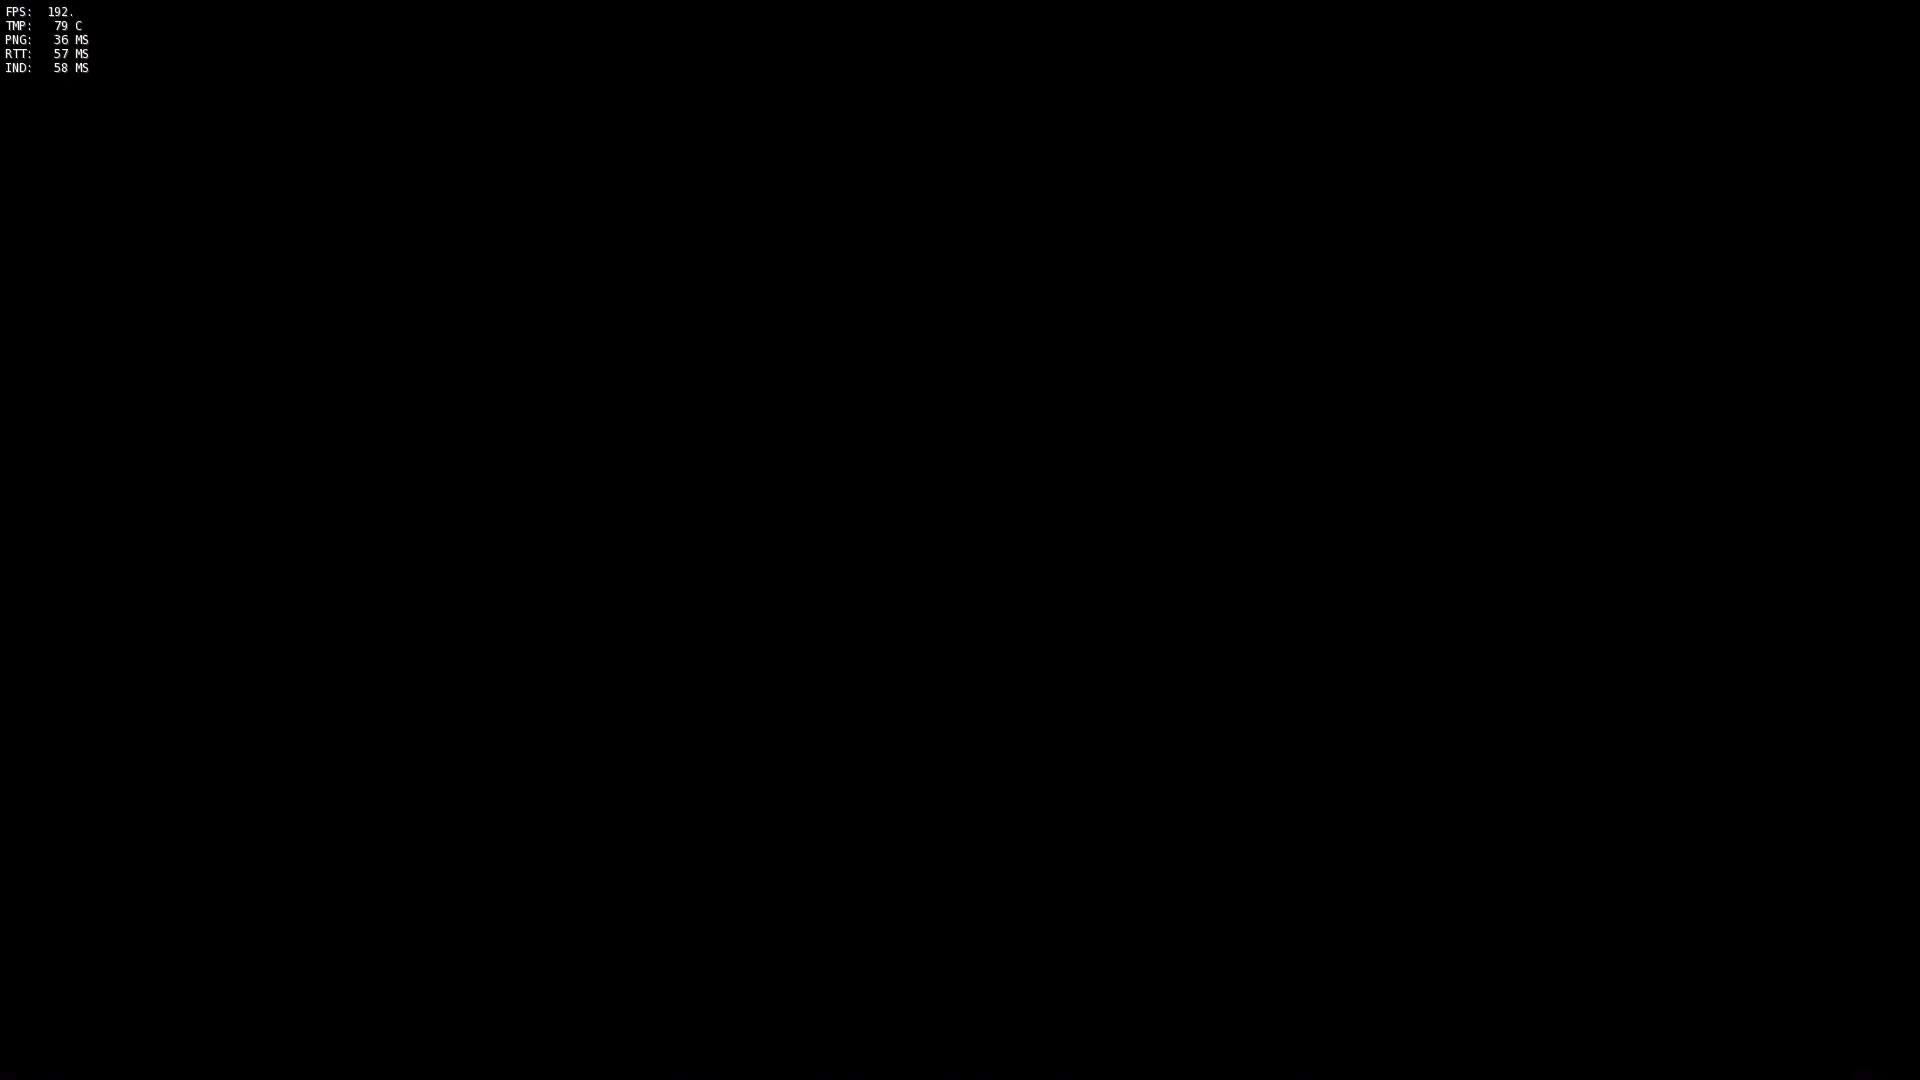 FPS: 192.
TMP: 79 C
PNG: 36 MS
RTT: 57 MS
IND: 58 MS